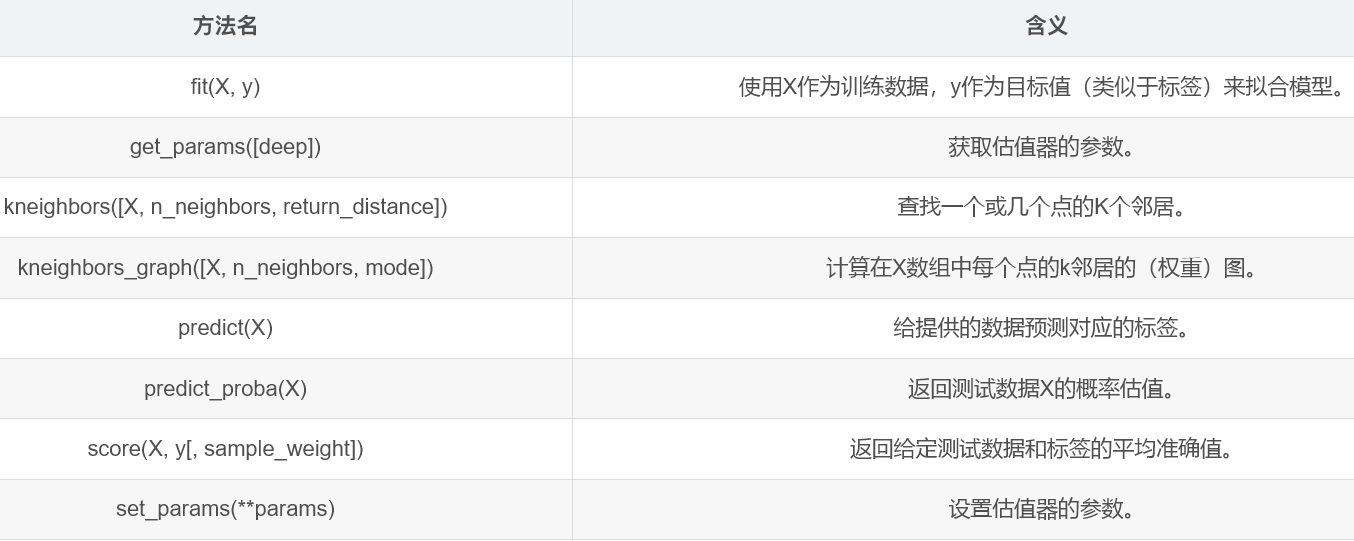 方法名 含义
fit(X, y) 使用X作为训练数据，y作为目标值（类似于标签）来拟合模型。
get_params([deep]) 获取估值器的参数。
kneighbors([X, n_neighbors, return_distance]) 查找一个或几个点的K个邻居。
kneighbors_graph([X, n_neighbors, mode]) 计算在X数组中每个点的k邻居的（权重）图。
predict(X) 给提供的数据预测对应的标签。
predict_proba(X) 返回测试数据X的概率估值。
score(X, y[, sample_weight]) 返回给定测试数据和标签的平均准确值。
set_params(**params) 设置估值器的参数。